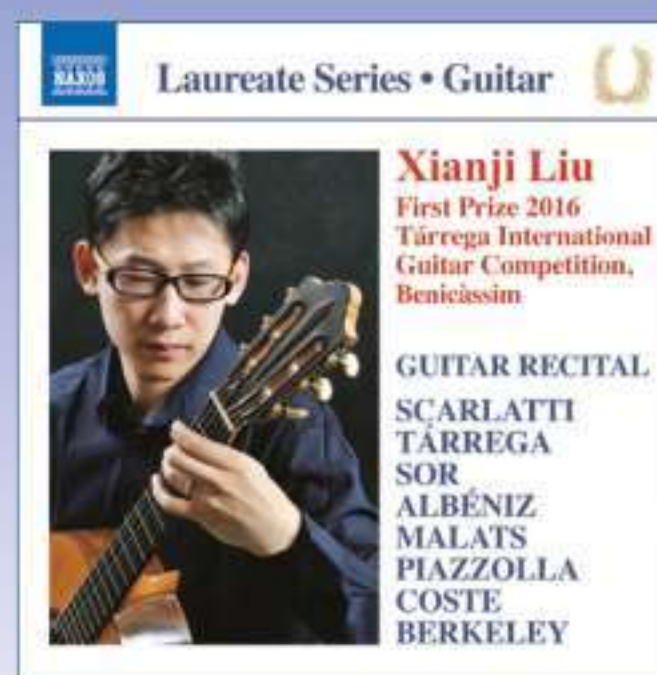 NAXOS
Laureate Series • Guitar
Xianji Liu
First Prize 2016
Tárrega International
Guitar Competition,
Benicàssim
GUITAR RECITAL
SCARLATTI
TÁRREGA
SOR
ALBÉNIZ
MALATS
PIAZZOLLA
COSTE
BERKELEY